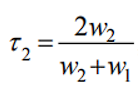 τ₂ = 2w₂ / (w₂+w₁)